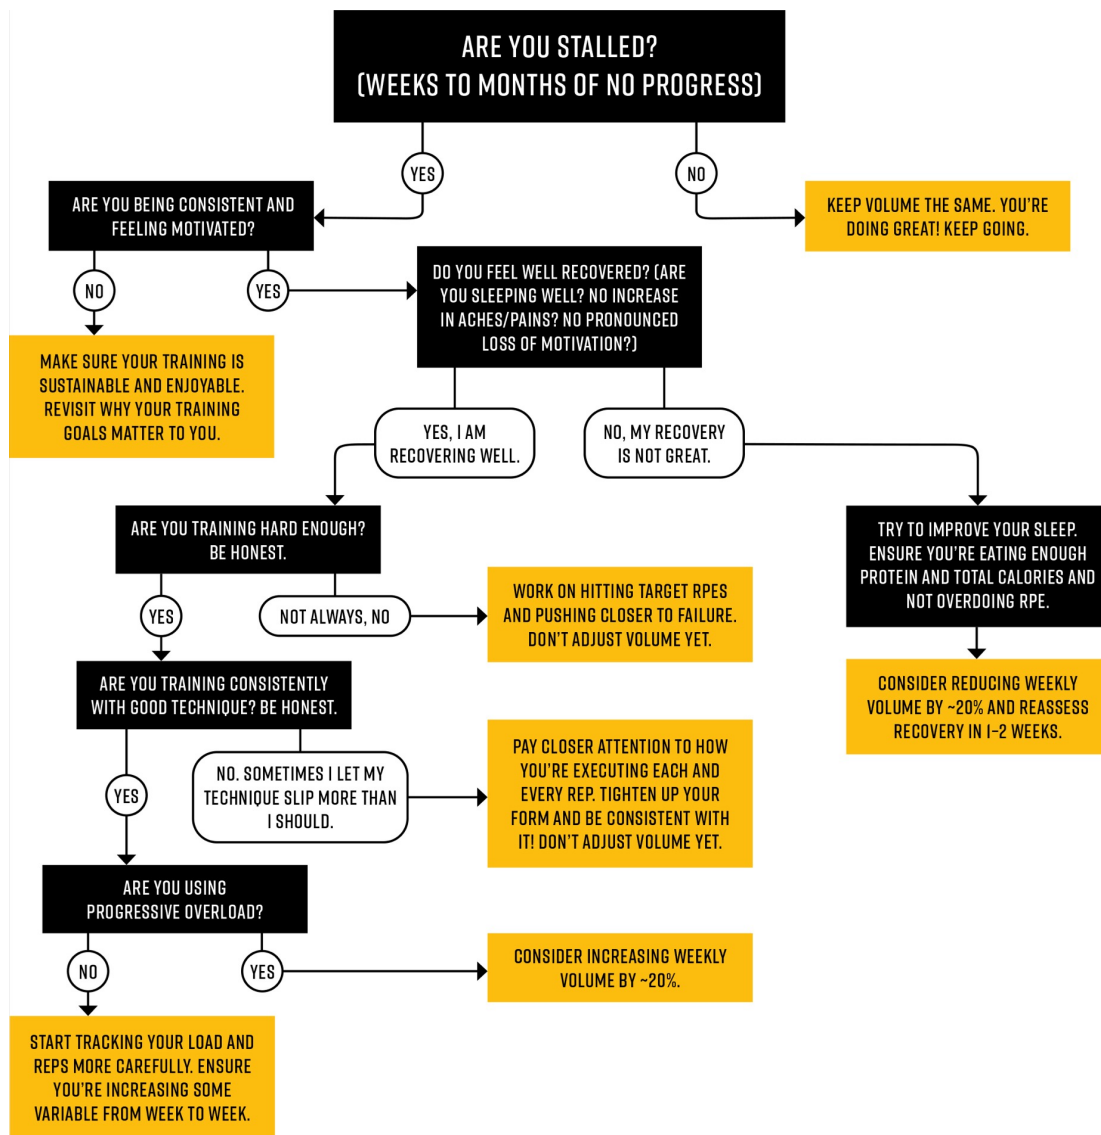 ARE YOU STALLED?
(WEEKS TO MONTHS OF NO PROGRESS)
YES
NO
ARE YOU BEING CONSISTENT AND
FEELING MOTIVATED?
KEEP VOLUME THE SAME. YOU'RE
DOING GREAT! KEEP GOING.
NO
YES
DO YOU FEEL WELL RECOVERED? (ARE
YOU SLEEPING WELL? NO INCREASE
IN ACHES/PAINS? NO PRONOUNCED
LOSS OF MOTIVATION?)
MAKE SURE YOUR TRAINING IS
SUSTAINABLE AND ENJOYABLE.
REVISIT WHY YOUR TRAINING
GOALS MATTER TO YOU.
YES, I AM
RECOVERING WELL.
NO, MY RECOVERY
IS NOT GREAT.
ARE YOU TRAINING HARD ENOUGH?
BE HONEST.
TRY TO IMPROVE YOUR SLEEP.
ENSURE YOU'RE EATING ENOUGH
PROTEIN AND TOTAL CALORIES AND
NOT OVERDOING RPE.
YES
NOT ALWAYS, NO
WORK ON HITTING TARGET RPES
AND PUSHING CLOSER TO FAILURE.
DON'T ADJUST VOLUME YET.
ARE YOU TRAINING CONSISTENTLY
WITH GOOD TECHNIQUE? BE HONEST.
CONSIDER REDUCING WEEKLY
VOLUME BY ~20% AND REASSESS
RECOVERY IN 1–2 WEEKS.
YES
NO. SOMETIMES I LET MY
TECHNIQUE SLIP MORE THAN
I SHOULD.
PAY CLOSER ATTENTION TO HOW
YOU'RE EXECUTING EACH AND
EVERY REP. TIGHTEN UP YOUR
FORM AND BE CONSISTENT WITH
IT! DON'T ADJUST VOLUME YET.
ARE YOU USING
PROGRESSIVE OVERLOAD?
NO
YES
CONSIDER INCREASING WEEKLY
VOLUME BY ~20%.
START TRACKING YOUR LOAD AND
REPS MORE CAREFULLY. ENSURE
YOU'RE INCREASING SOME
VARIABLE FROM WEEK TO WEEK.